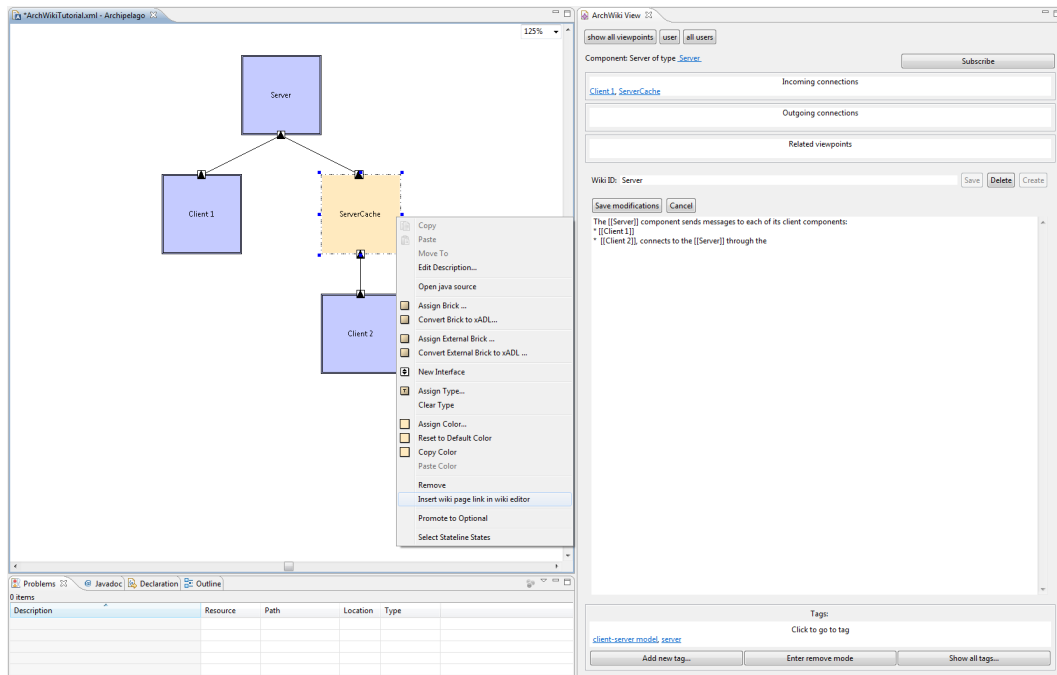 *ArchWikiTutorial.xml - Archipelago
125%
Server
Client 1
ServerCache
Client 2
Copy
Paste
Move To
Edit Description...
Open java source
Assign Brick ...
Convert Brick to xADL...
Assign External Brick ...
Convert External Brick to xADL ...
New Interface
Assign Type...
Clear Type
Assign Color...
Reset to Default Color
Copy Color
Paste Color
Remove
Insert wiki page link in wiki editor
Promote to Optional
Select Stateline States
Problems @ Javadoc Declaration Outline
0 items
Description Resource Path Location Type
ArchWiki View
show all viewpoints user all users
Component: Server of type Server
Subscribe
Incoming connections
Client 1, ServerCache
Outgoing connections
Related viewpoints
Wiki ID: Server Save Delete Create
Save modifications Cancel
The [[Server]] component sends messages to each of its client components:
* [[Client 1]]
* [[Client 2]], connects to the [[Server]] through the
Tags:
Click to go to tag
client-server model, server
Add new tag... Enter remove mode Show all tags...